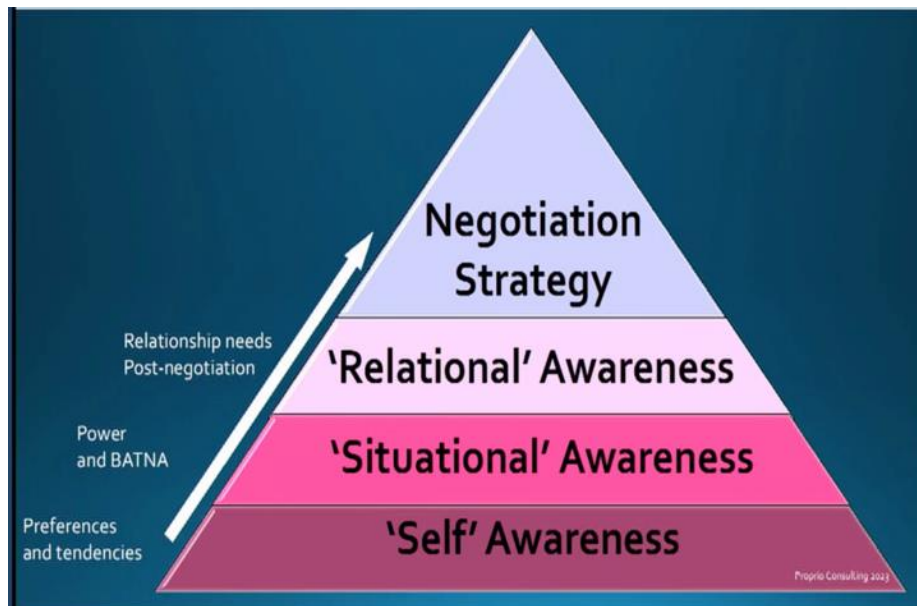 Negotiation
Strategy
Relationship needs
Post-negotiation
‘Relational’ Awareness
Power
and BATNA
‘Situational’ Awareness
Preferences
and tendencies
‘Self’ Awareness
Proprio Consulting 2023